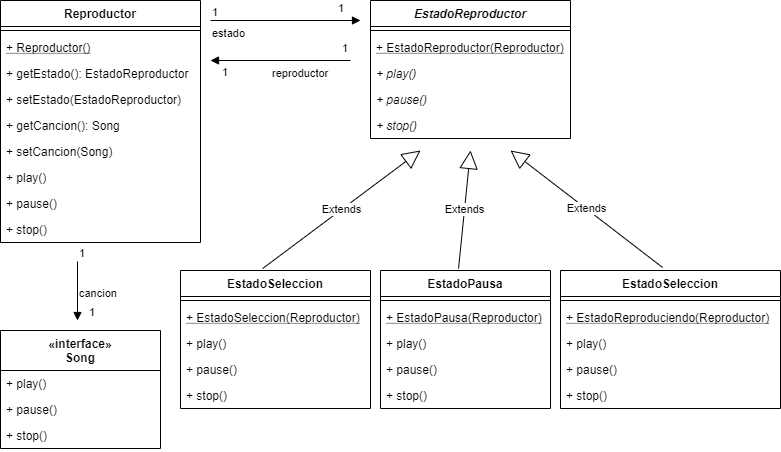 Reproductor
+ Reproductor()
+ getEstado(): EstadoReproductor
+ setEstado(EstadoReproductor)
+ getCancion(): Song
+ setCancion(Song)
+ play()
+ pause()
+ stop()
1
1
estado
1
1
reproductor
EstadoReproductor
+ EstadoReproductor(Reproductor)
+ play()
+ pause()
+ stop()
Extends
Extends
Extends
1
cancion
1
«interface»
Song
+ play()
+ pause()
+ stop()
EstadoSeleccion
+ EstadoSeleccion(Reproductor)
+ play()
+ pause()
+ stop()
EstadoPausa
+ EstadoPausa(Reproductor)
+ play()
+ pause()
+ stop()
EstadoSeleccion
+ EstadoReproduciendo(Reproductor)
+ play()
+ pause()
+ stop()